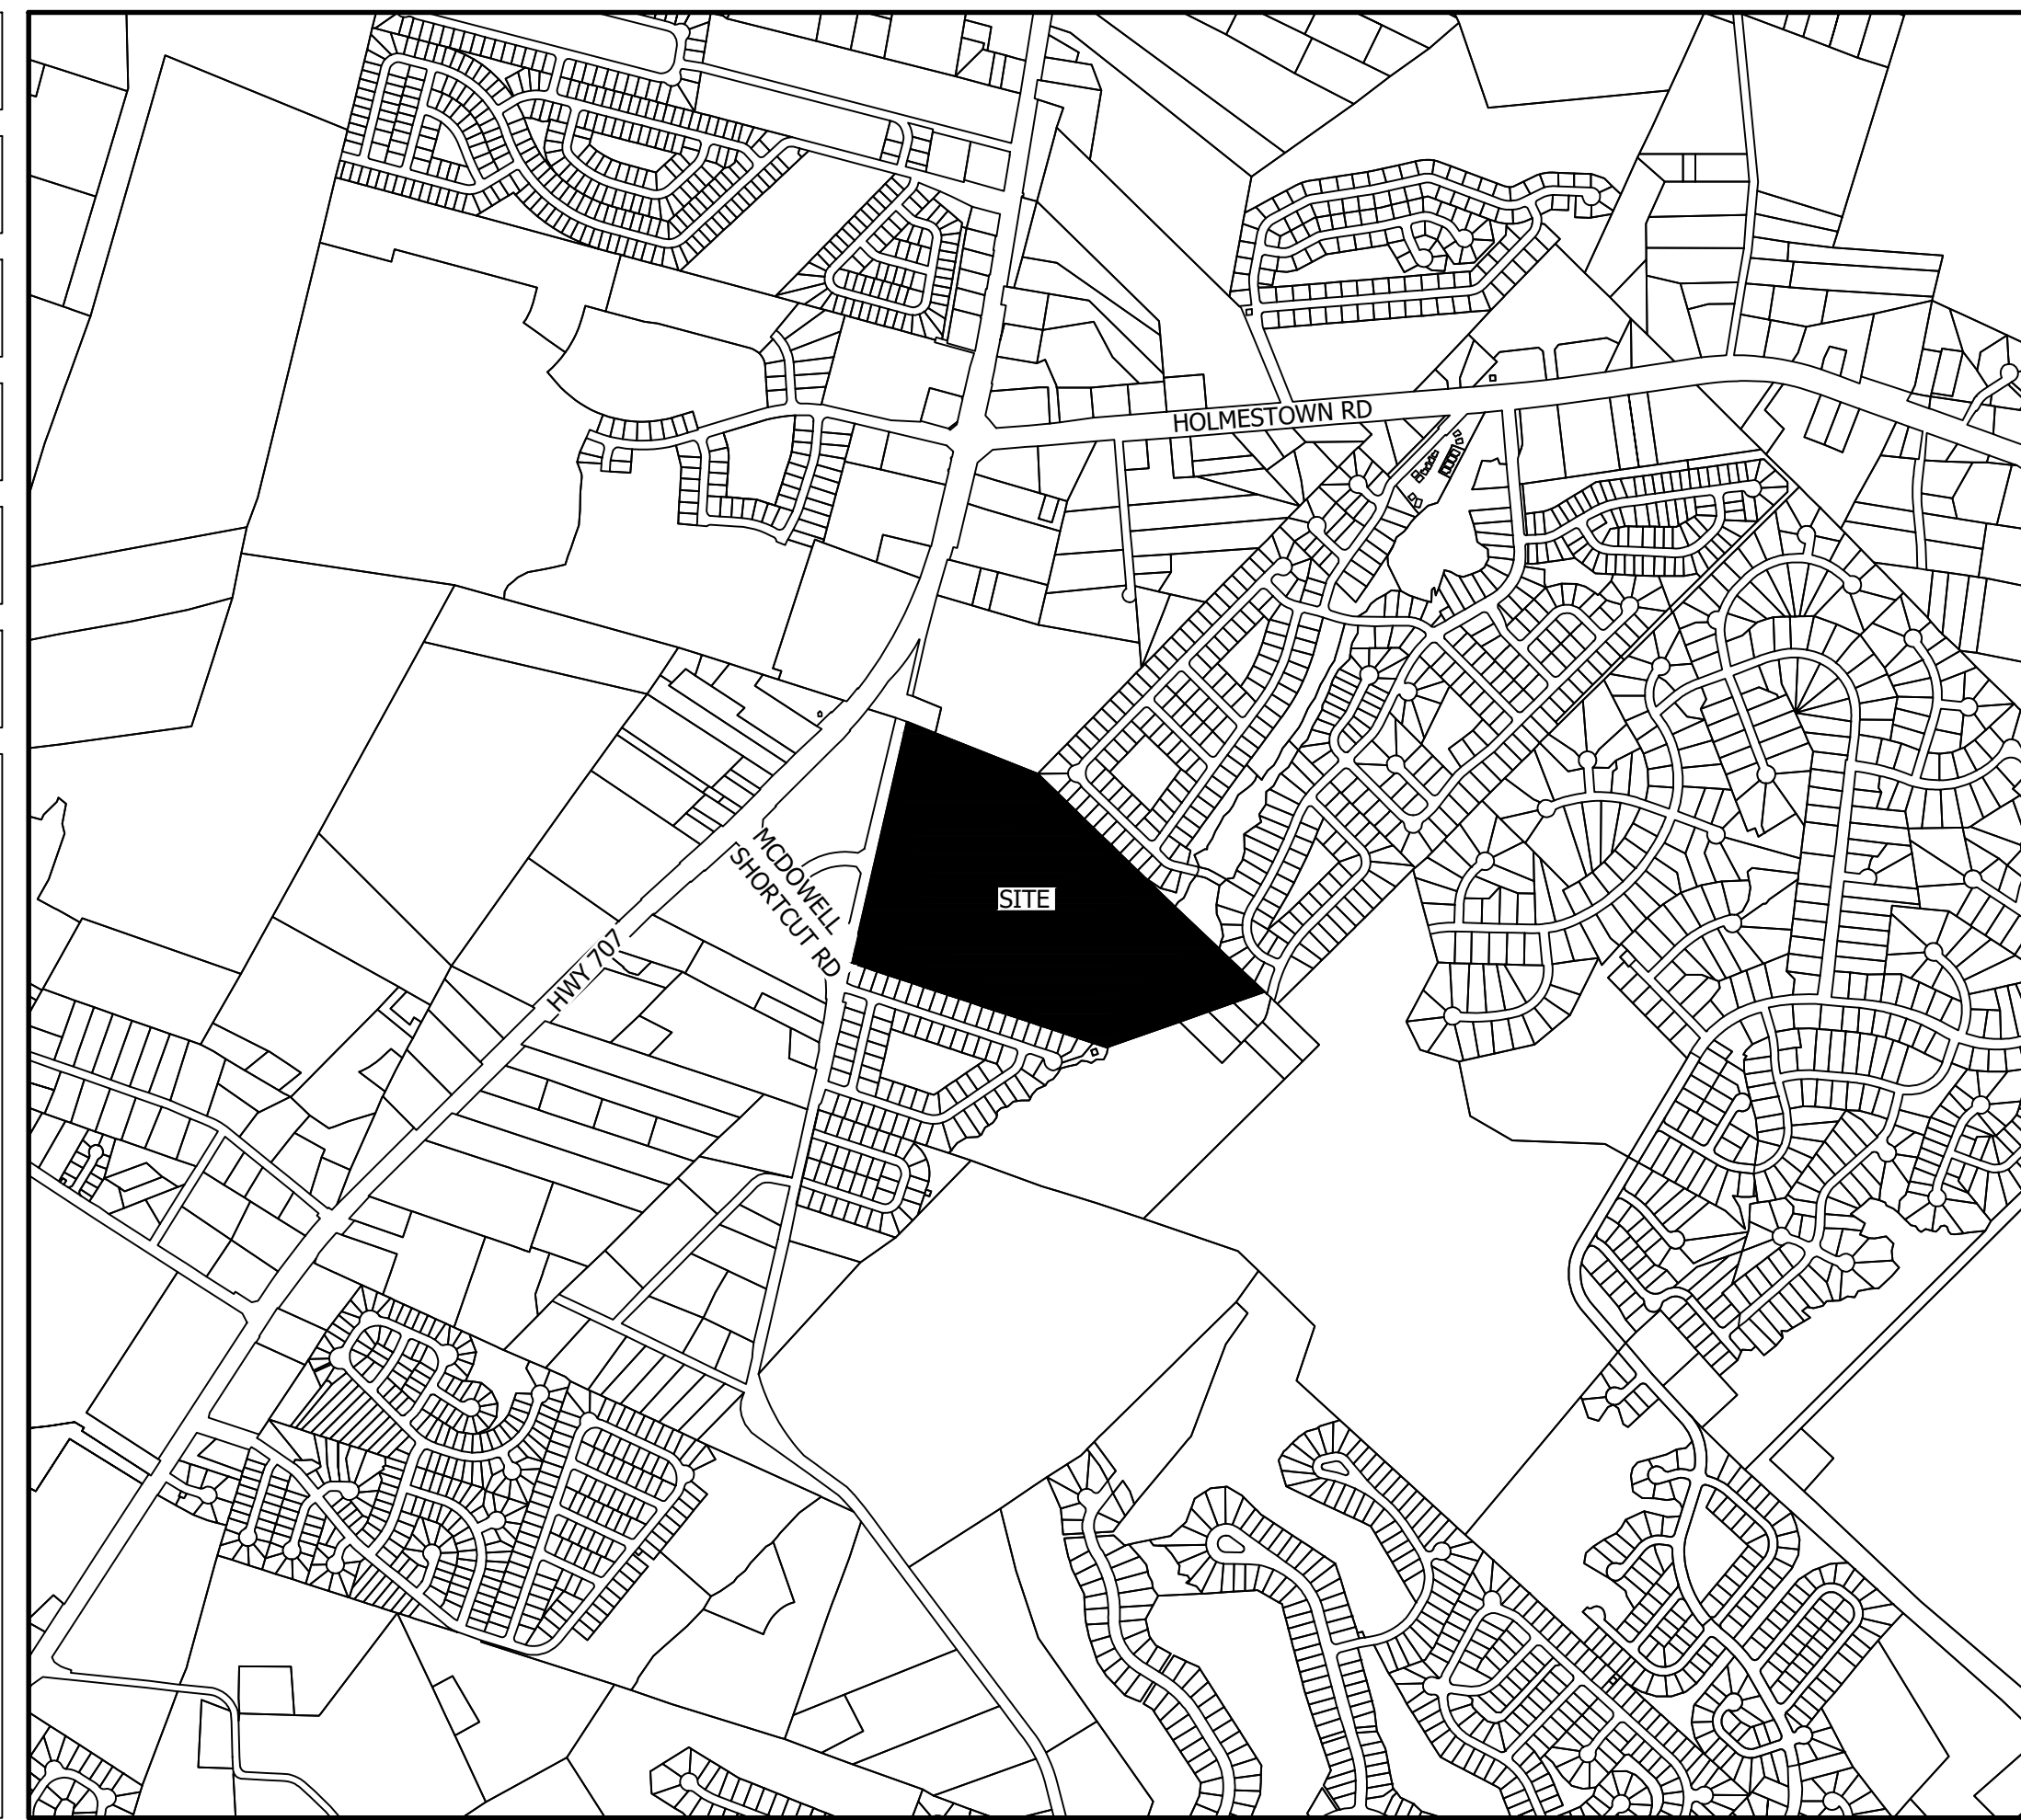 HOLMESTOWN RD
MCDOWELL
SHORTCUT RD
SITE
HWY 707